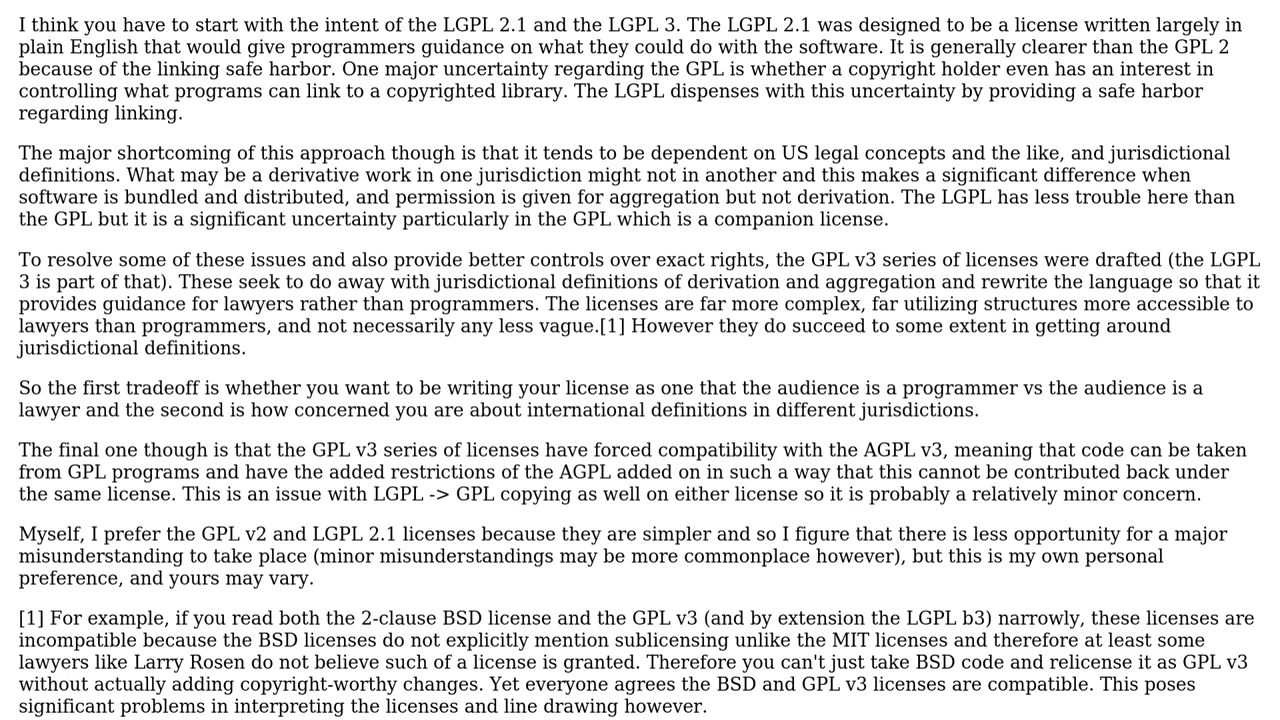 I think you have to start with the intent of the LGPL 2.1 and the LGPL 3. The LGPL 2.1 was designed to be a license written largely in
plain English that would give programmers guidance on what they could do with the software. It is generally clearer than the GPL 2
because of the linking safe harbor. One major uncertainty regarding the GPL is whether a copyright holder even has an interest in
controlling what programs can link to a copyrighted library. The LGPL dispenses with this uncertainty by providing a safe harbor
regarding linking.
The major shortcoming of this approach though is that it tends to be dependent on US legal concepts and the like, and jurisdictional
definitions. What may be a derivative work in one jurisdiction might not in another and this makes a significant difference when
software is bundled and distributed, and permission is given for aggregation but not derivation. The LGPL has less trouble here than
the GPL but it is a significant uncertainty particularly in the GPL which is a companion license.
To resolve some of these issues and also provide better controls over exact rights, the GPL v3 series of licenses were drafted (the LGPL
3 is part of that). These seek to do away with jurisdictional definitions of derivation and aggregation and rewrite the language so that it
provides guidance for lawyers rather than programmers. The licenses are far more complex, far utilizing structures more accessible to
lawyers than programmers, and not necessarily any less vague.[1] However they do succeed to some extent in getting around
jurisdictional definitions.
So the first tradeoff is whether you want to be writing your license as one that the audience is a programmer vs the audience is a
lawyer and the second is how concerned you are about international definitions in different jurisdictions.
The final one though is that the GPL v3 series of licenses have forced compatibility with the AGPL v3, meaning that code can be taken
from GPL programs and have the added restrictions of the AGPL added on in such a way that this cannot be contributed back under
the same license. This is an issue with LGPL -> GPL copying as well on either license so it is probably a relatively minor concern.
Myself, I prefer the GPL v2 and LGPL 2.1 licenses because they are simpler and so I figure that there is less opportunity for a major
misunderstanding to take place (minor misunderstandings may be more commonplace however), but this is my own personal
preference, and yours may vary.
[1] For example, if you read both the 2-clause BSD license and the GPL v3 (and by extension the LGPL b3) narrowly, these licenses are
incompatible because the BSD licenses do not explicitly mention sublicensing unlike the MIT licenses and therefore at least some
lawyers like Larry Rosen do not believe such of a license is granted. Therefore you can't just take BSD code and relicense it as GPL v3
without actually adding copyright-worthy changes. Yet everyone agrees the BSD and GPL v3 licenses are compatible. This poses
significant problems in interpreting the licenses and line drawing however.